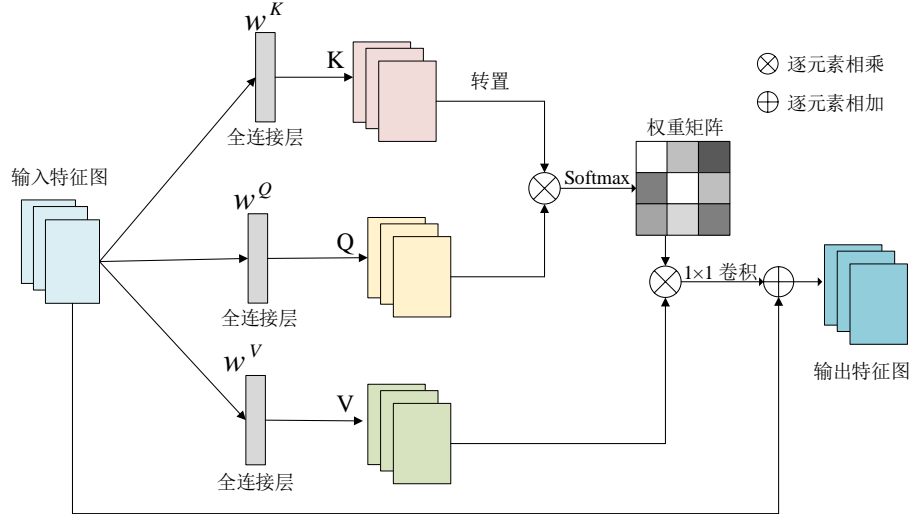 w^K
K
转置
全连接层
逐元素相乘
逐元素相加
权重矩阵
输入特征图
w^Q
Q
Softmax
全连接层
1×1 卷积
w^V
V
输出特征图
全连接层